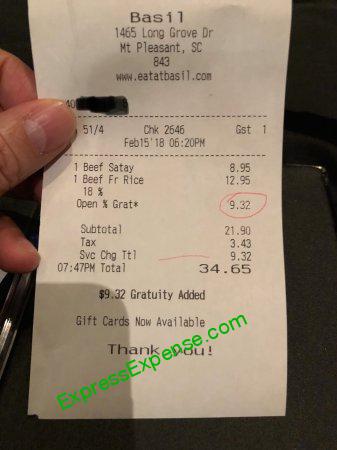 Basil
1465 Long Grove Dr
Mt Pleasant, SC
843
www.eatatbasil.com
40
51/4 Chk 2646 Gst 1
Feb15'18 06:20PM
1 Beef Satay 8.95
1 Beef Fr Rice 12.95
18 %
Open % Grat* 9.32
Subtotal 21.90
Tax 3.43
Svc Chg Ttl 9.32
07:47PM Total 34.65
$9.32 Gratuity Added
Gift Cards Now Available
Thank You!
ExpressExpense.com